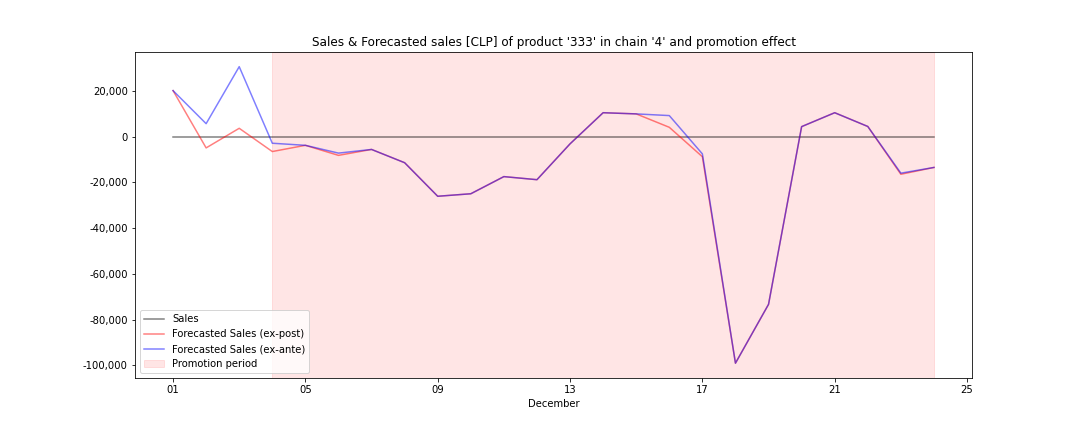 Sales & Forecasted sales [CLP] of product '333' in chain '4' and promotion effect
20,000
0
-20,000
-40,000
-60,000
-80,000
-100,000
Sales
Forecasted Sales (ex-post)
Forecasted Sales (ex-ante)
Promotion period
01 05 09 13 17 21 25
December